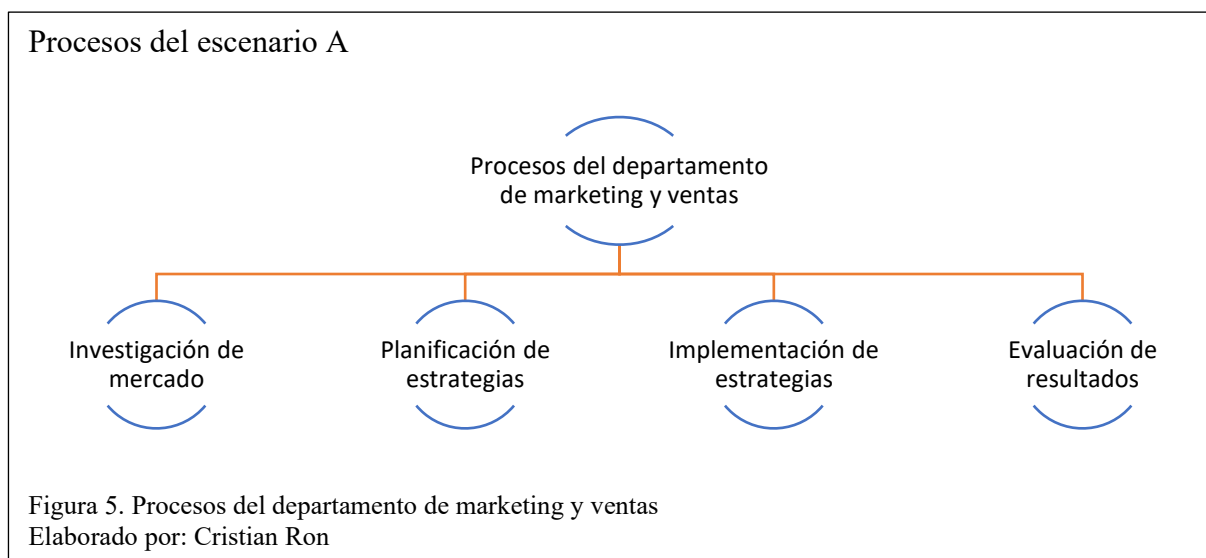 Procesos del escenario A
Procesos del departamento
de marketing y ventas
Investigación de
mercado
Planificación de
estrategias
Implementación de
estrategias
Evaluación de
resultados
Figura 5. Procesos del departamento de marketing y ventas
Elaborado por: Cristian Ron